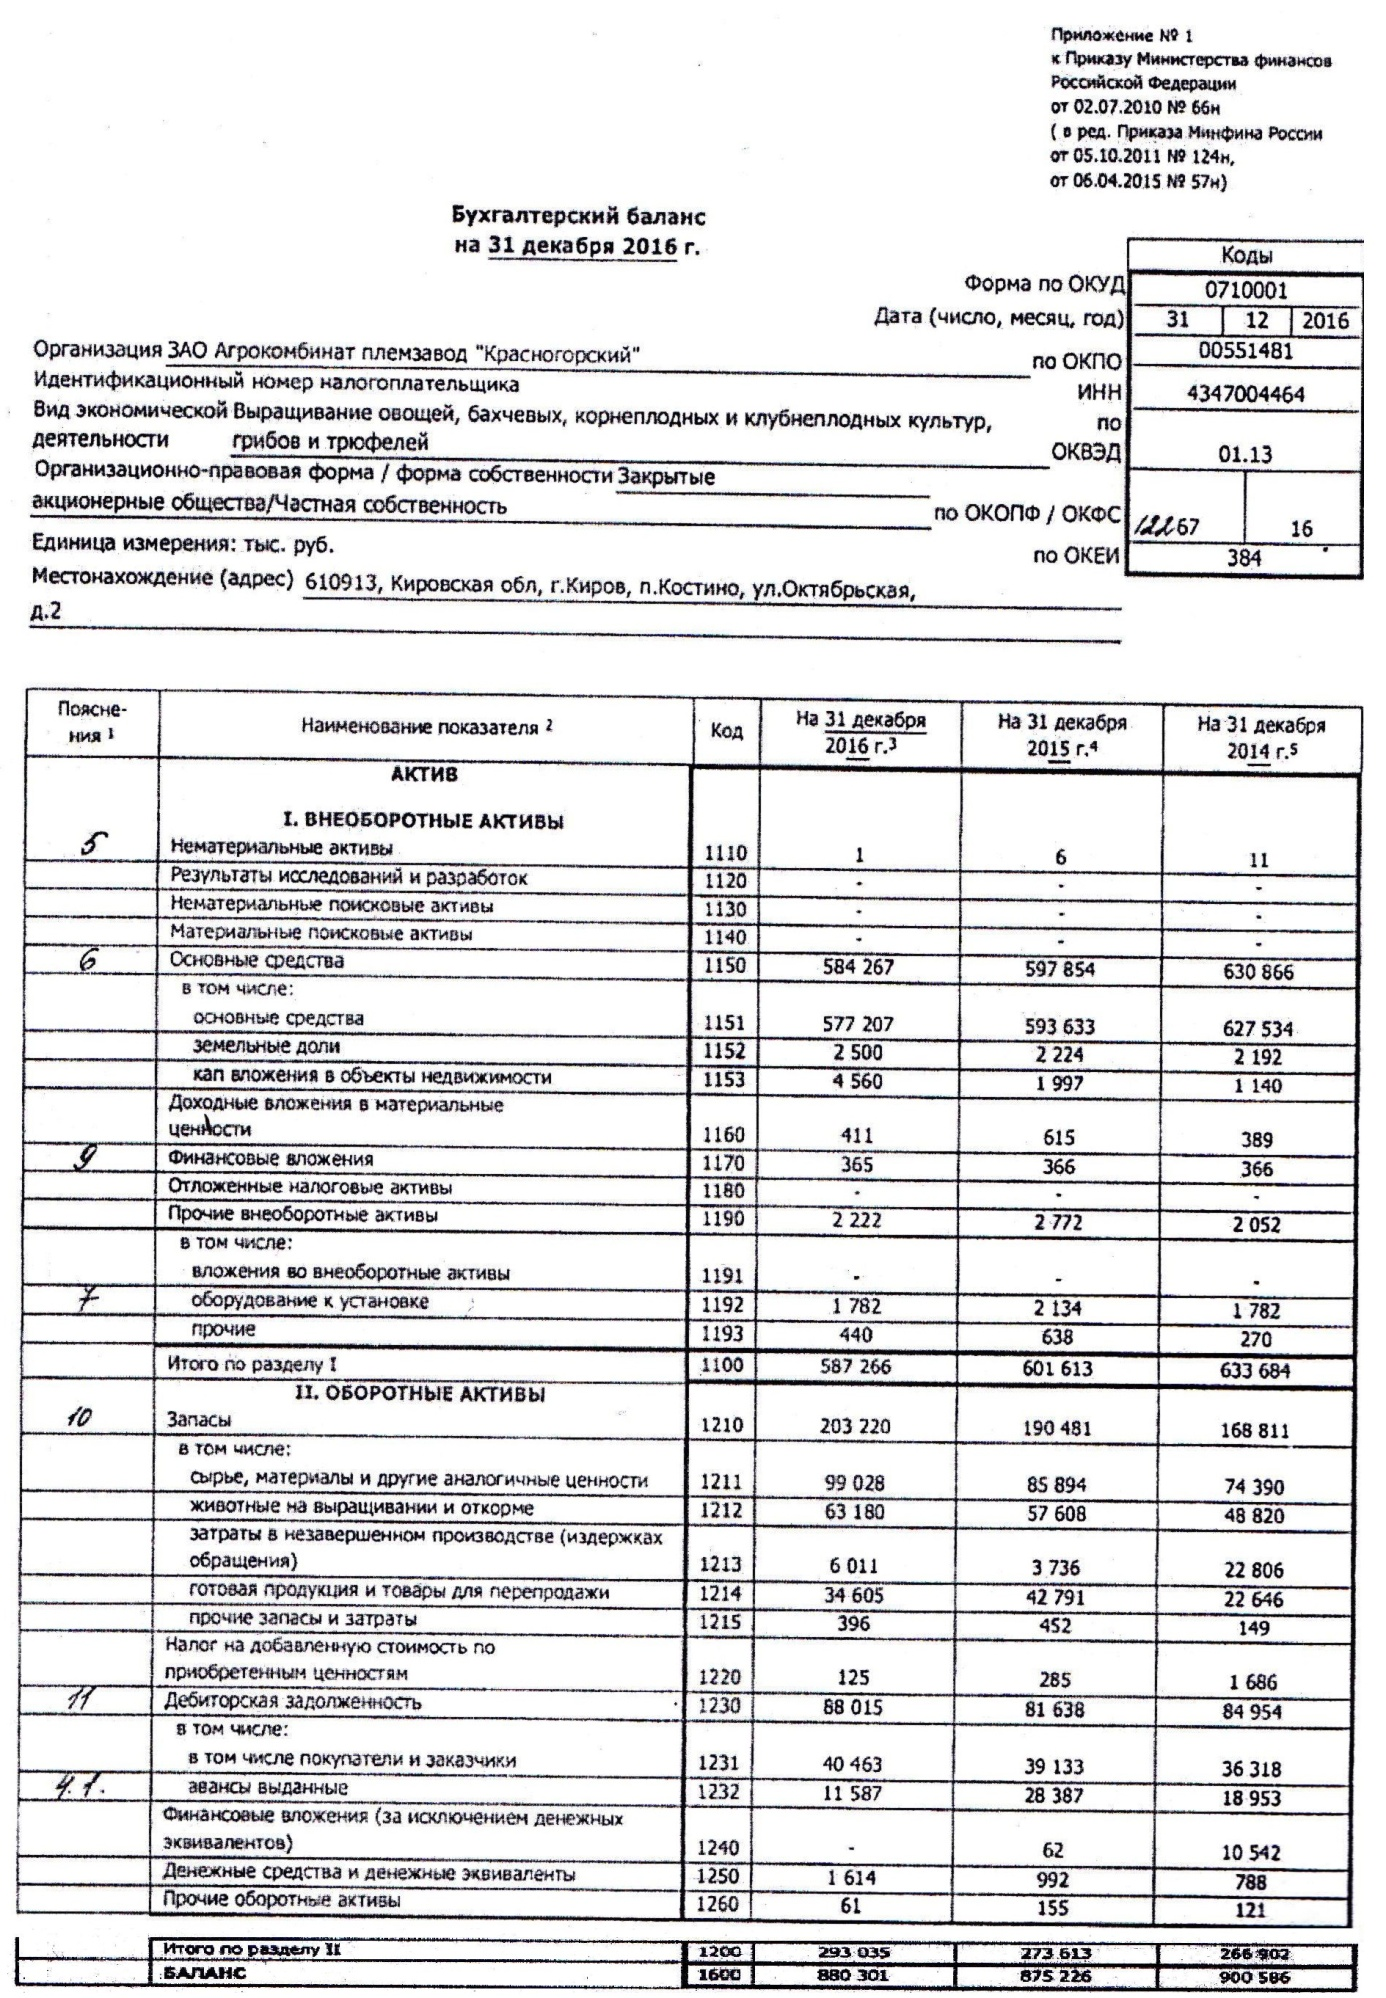 Приложение № 1
к Приказу Министерства финансов
Российской Федерации
от 02.07.2010 № 66н
( в ред. Приказа Минфина России
от 05.10.2011 № 124н,
от 06.04.2015 № 57н)
Бухгалтерский баланс
на 31 декабря 2016 г.
Коды
Форма по ОКУД 0710001
Дата (число, месяц, год) 31 12 2016
Организация ЗАО Агрокомбинат племзавод "Красногорский" по ОКПО 00551481
Идентификационный номер налогоплательщика ИНН 4347004464
Вид экономической Выращивание овощей, бахчевых, корнеплодных и клубнеплодных культур, по
деятельности грибов и трюфелей ОКВЭД 01.13
Организационно-правовая форма / форма собственности Закрытые
акционерные общества/Частная собственность по ОКОПФ / ОКФС 12267 16
Единица измерения: тыс. руб. по ОКЕИ 384
Местонахождение (адрес) 610913, Кировская обл, г.Киров, п.Костино, ул.Октябрьская,
д.2
Поясне- Наименование показателя 2 Код На 31 декабря На 31 декабря На 31 декабря
ния 1 2016 г.3 2015 г.4 2014 г.5
АКТИВ
I. ВНЕОБОРОТНЫЕ АКТИВЫ
5 Нематериальные активы 1110 1 6 11
Результаты исследований и разработок 1120 - - -
Нематериальные поисковые активы 1130 - - -
Материальные поисковые активы 1140 - - -
6 Основные средства 1150 584 267 597 854 630 866
в том числе:
основные средства 1151 577 207 593 633 627 534
земельные доли 1152 2 500 2 224 2 192
кап вложения в объекты недвижимости 1153 4 560 1 997 1 140
Доходные вложения в материальные
ценности 1160 411 615 389
9 Финансовые вложения 1170 365 366 366
Отложенные налоговые активы 1180 - - -
Прочие внеоборотные активы 1190 2 222 2 772 2 052
в том числе:
вложения во внеоборотные активы 1191 - - -
7 оборудование к установке 1192 1 782 2 134 1 782
прочие 1193 440 638 270
Итого по разделу I 1100 587 266 601 613 633 684
II. ОБОРОТНЫЕ АКТИВЫ
10 Запасы 1210 203 220 190 481 168 811
в том числе:
сырье, материалы и другие аналогичные ценности 1211 99 028 85 894 74 390
животные на выращивании и откорме 1212 63 180 57 608 48 820
затраты в незавершенном производстве (издержках
обращения) 1213 6 011 3 736 22 806
готовая продукция и товары для перепродажи 1214 34 605 42 791 22 646
прочие запасы и затраты 1215 396 452 149
Налог на добавленную стоимость по
приобретенным ценностям 1220 125 285 1 686
11 Дебиторская задолженность 1230 88 015 81 638 84 954
в том числе:
в том числе покупатели и заказчики 1231 40 463 39 133 36 318
4.1. авансы выданные 1232 11 587 28 387 18 953
Финансовые вложения (за исключением денежных
эквивалентов) 1240 - 62 10 542
Денежные средства и денежные эквиваленты 1250 1 614 992 788
Прочие оборотные активы 1260 61 155 121
Итого по разделу II 1200 293 035 273 613 266 902
БАЛАНС 1600 880 301 875 226 900 586